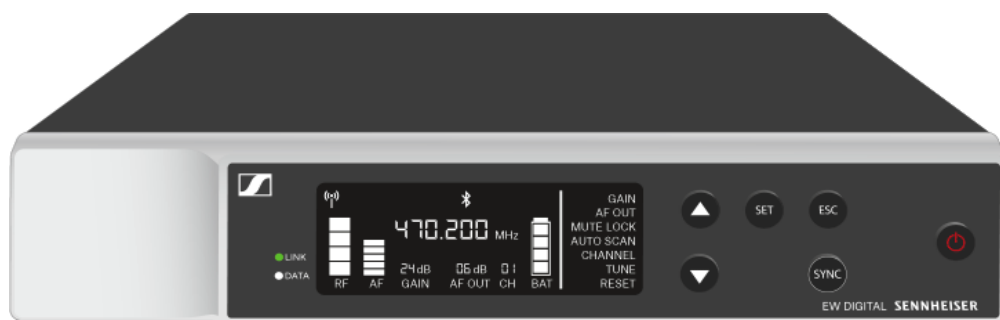 470.200 MHz
24 dB 06 dB 01
RF AF GAIN AF OUT CH BAT
GAIN
AF OUT
MUTE LOCK
AUTO SCAN
CHANNEL
TUNE
RESET
LINK
DATA
SET
ESC
SYNC
EW DIGITAL SENNHEISER